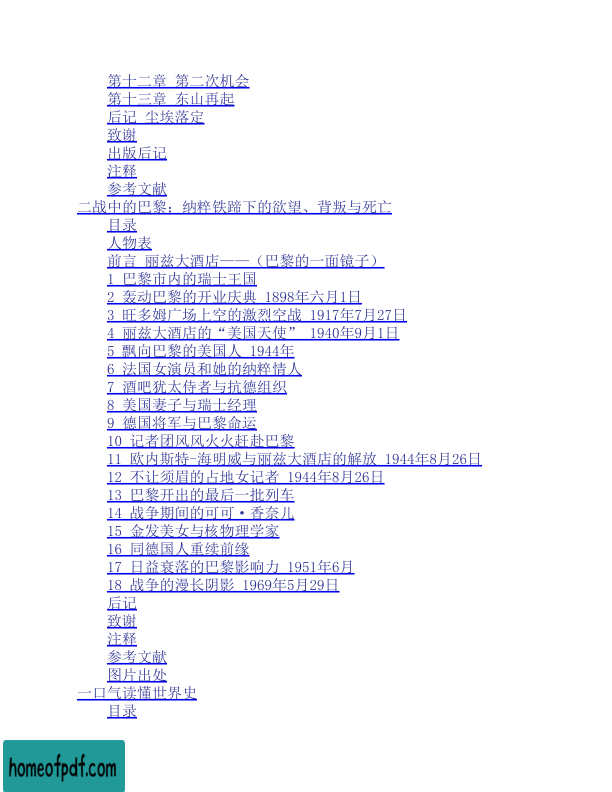 第十二章 第二次机会
第十三章 东山再起
后记 尘埃落定
致谢
出版后记
注释
参考文献
二战中的巴黎：纳粹铁蹄下的欲望、背叛与死亡
目录
人物表
前言 丽兹大酒店——（巴黎的一面镜子）
1 巴黎市内的瑞士王国
2 轰动巴黎的开业庆典 1898年六月1日
3 旺多姆广场上空的激烈空战 1917年7月27日
4 丽兹大酒店的“美国天使” 1940年9月1日
5 飘向巴黎的美国人 1944年
6 法国女演员和她的纳粹情人
7 酒吧犹太侍者与抗德组织
8 美国妻子与瑞士经理
9 德国将军与巴黎命运
10 记者团风风火火赶赴巴黎
11 欧内斯特-海明威与丽兹大酒店的解放 1944年8月26日
12 不让须眉的占地女记者 1944年8月26日
13 巴黎开出的最后一批列车
14 战争期间的可可·香奈儿
15 金发美女与核物理学家
16 同德国人重续前缘
17 日益衰落的巴黎影响力 1951年6月
18 战争的漫长阴影 1969年5月29日
后记
致谢
注释
参考文献
图片出处
一口气读懂世界史
目录
homeofpdf.com